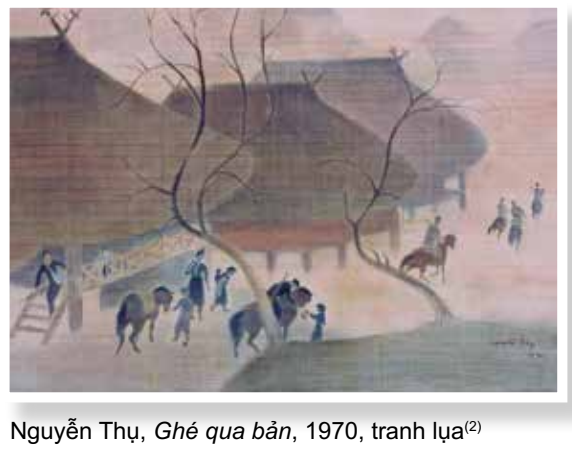 Nguyễn Thụ, Ghé qua bản, 1970, tranh lụa(2)